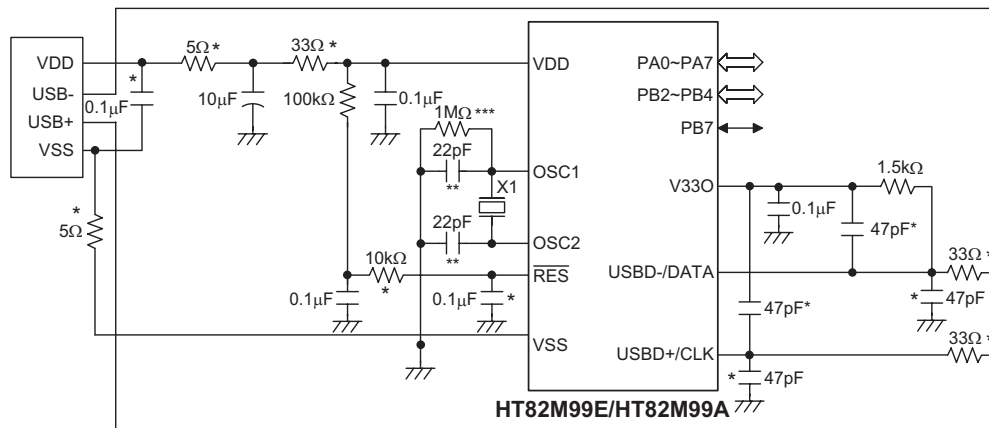 5Ω *
33Ω *
VDD
*
USB-
0.1μF
10μF
100kΩ
0.1μF
VDD
PA0~PA7
USB+
1MΩ ***
PB2~PB4
VSS
22pF
**
OSC1
PB7
X1
1.5kΩ
V33O
*
5Ω
22pF
**
OSC2
0.1μF
47pF*
10kΩ
*
RES
USBD-/DATA
33Ω *
0.1μF
0.1μF *
* 47pF
47pF*
VSS
USBD+/CLK
33Ω *
* 47pF
HT82M99E/HT82M99A